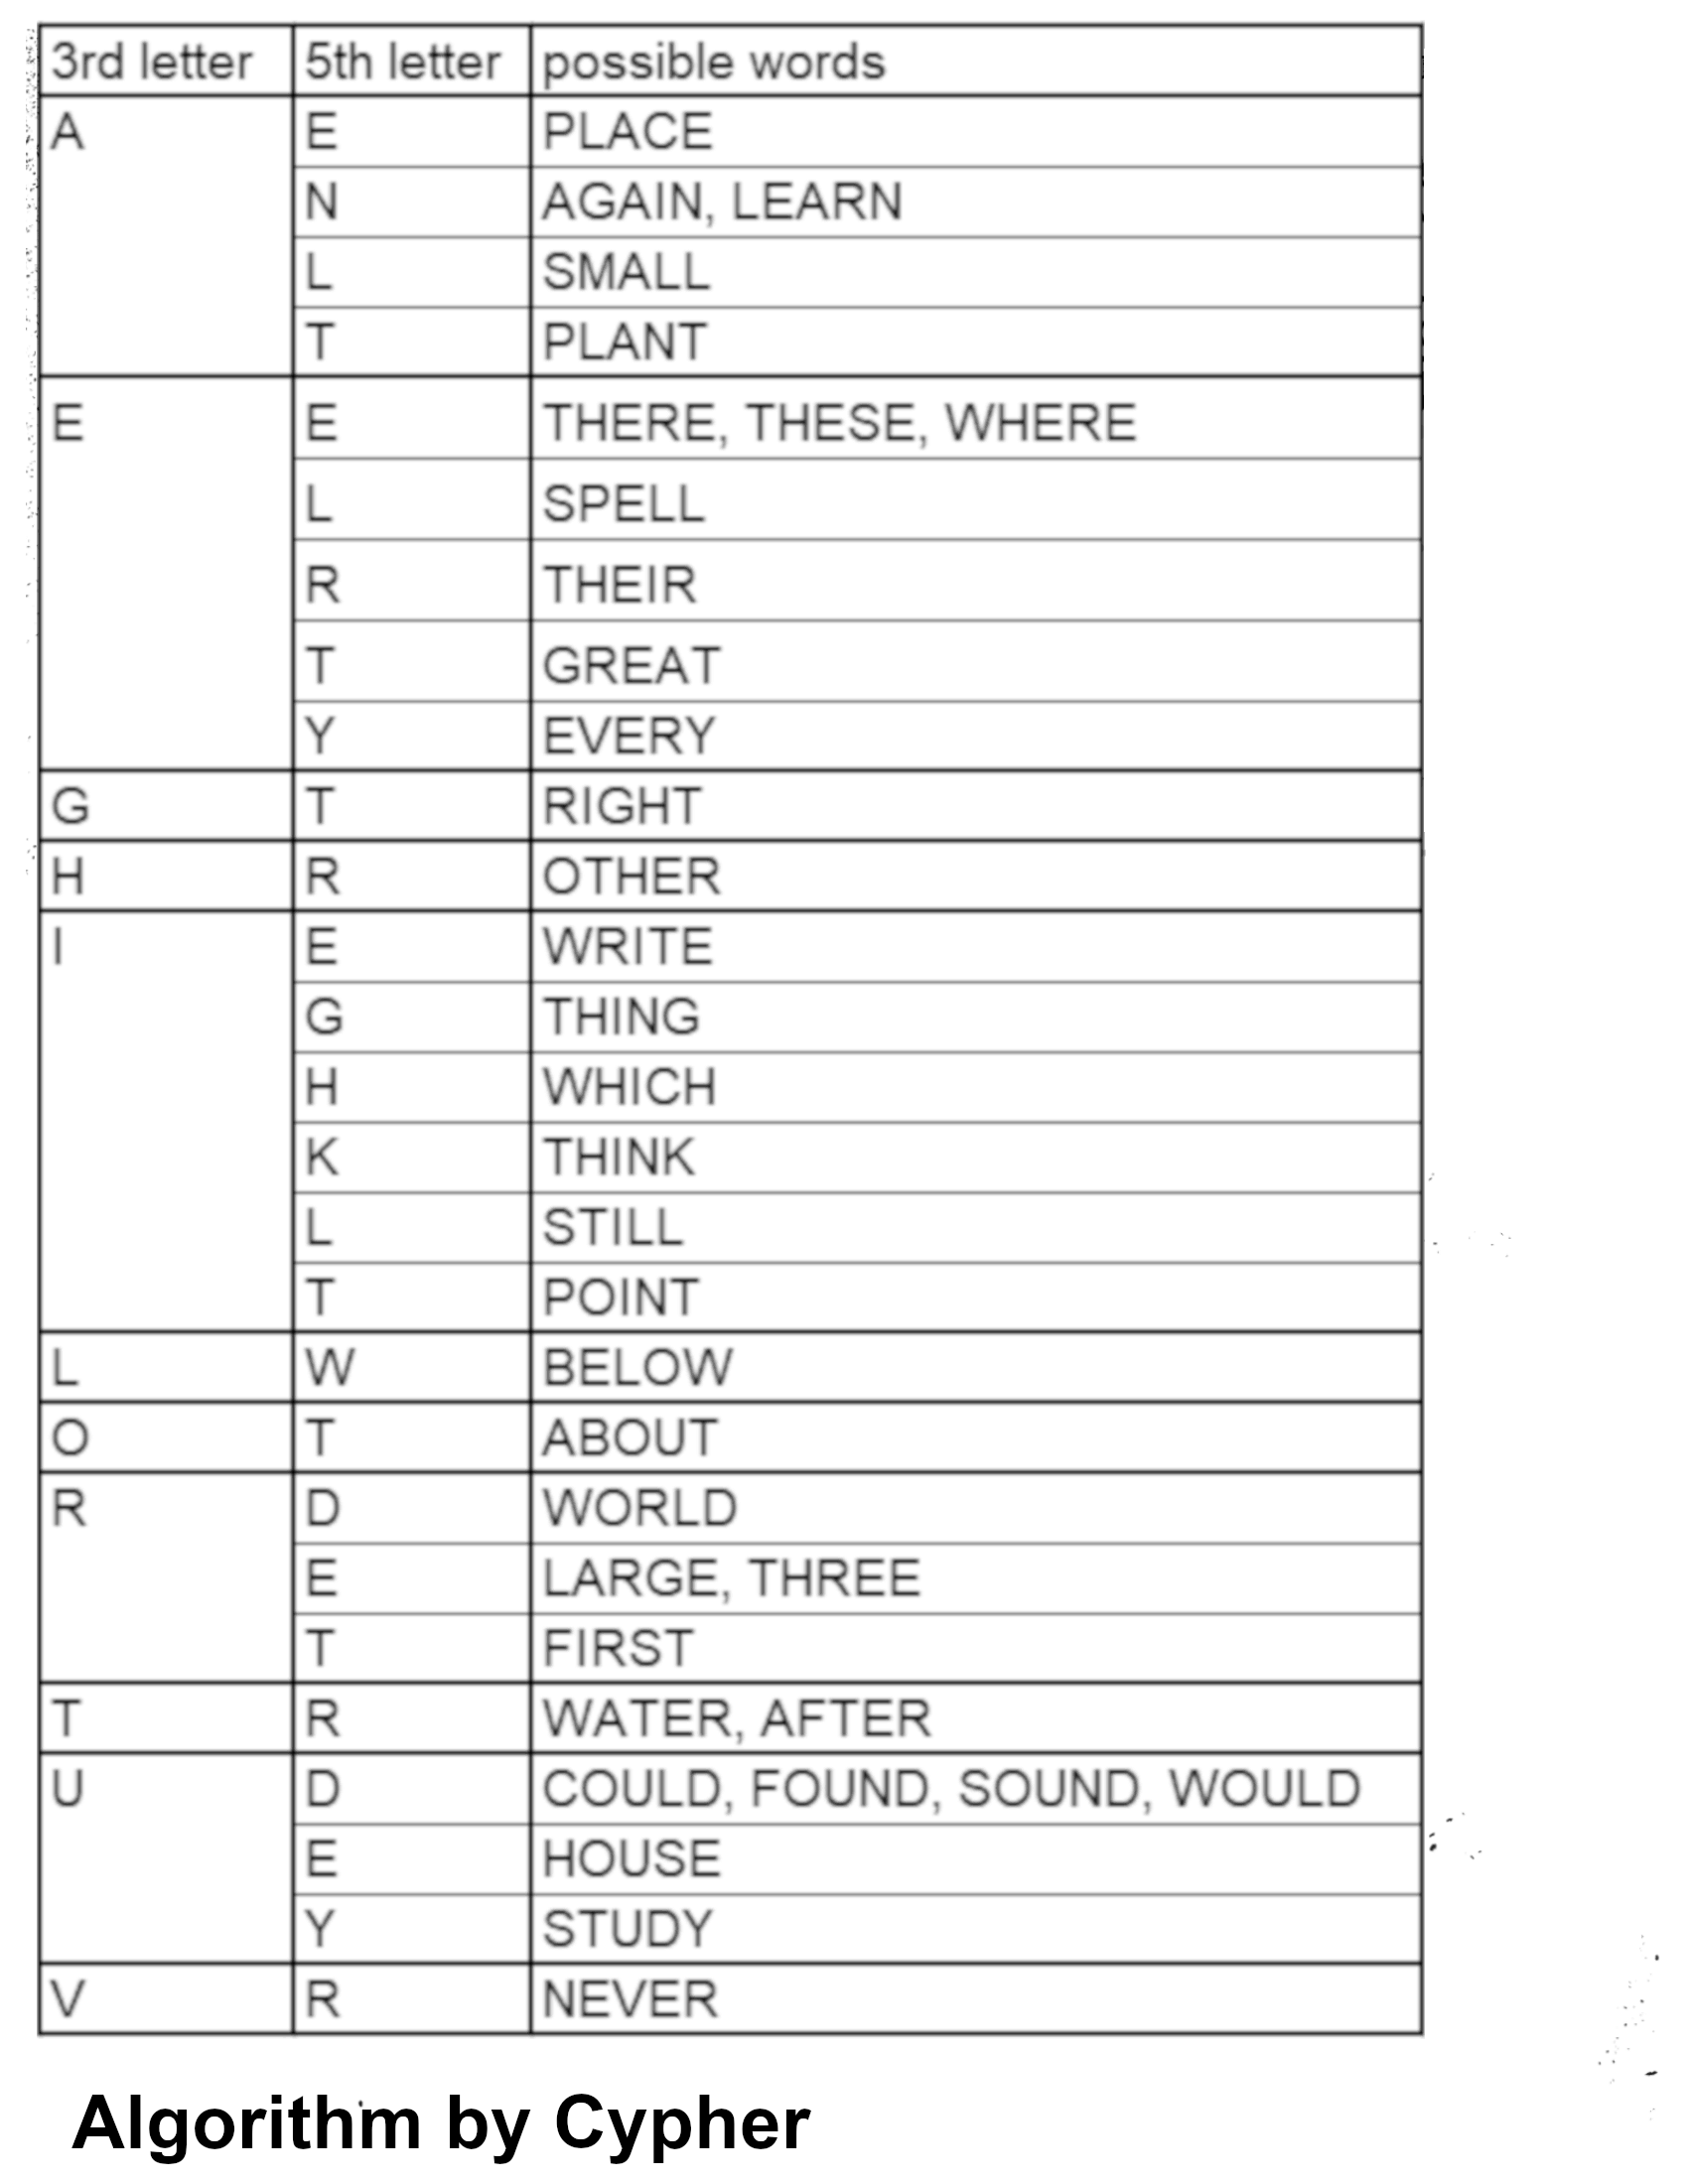 3rd letter 5th letter possible words
A E PLACE
N AGAIN, LEARN
L SMALL
T PLANT
E E THERE, THESE, WHERE
L SPELL
R THEIR
T GREAT
Y EVERY
G T RIGHT
H R OTHER
I E WRITE
G THING
H WHICH
K THINK
L STILL
T POINT
L W BELOW
O T ABOUT
R D WORLD
E LARGE, THREE
T FIRST
T R WATER, AFTER
U D COULD, FOUND, SOUND, WOULD
E HOUSE
Y STUDY
V R NEVER
Algorithm by Cypher